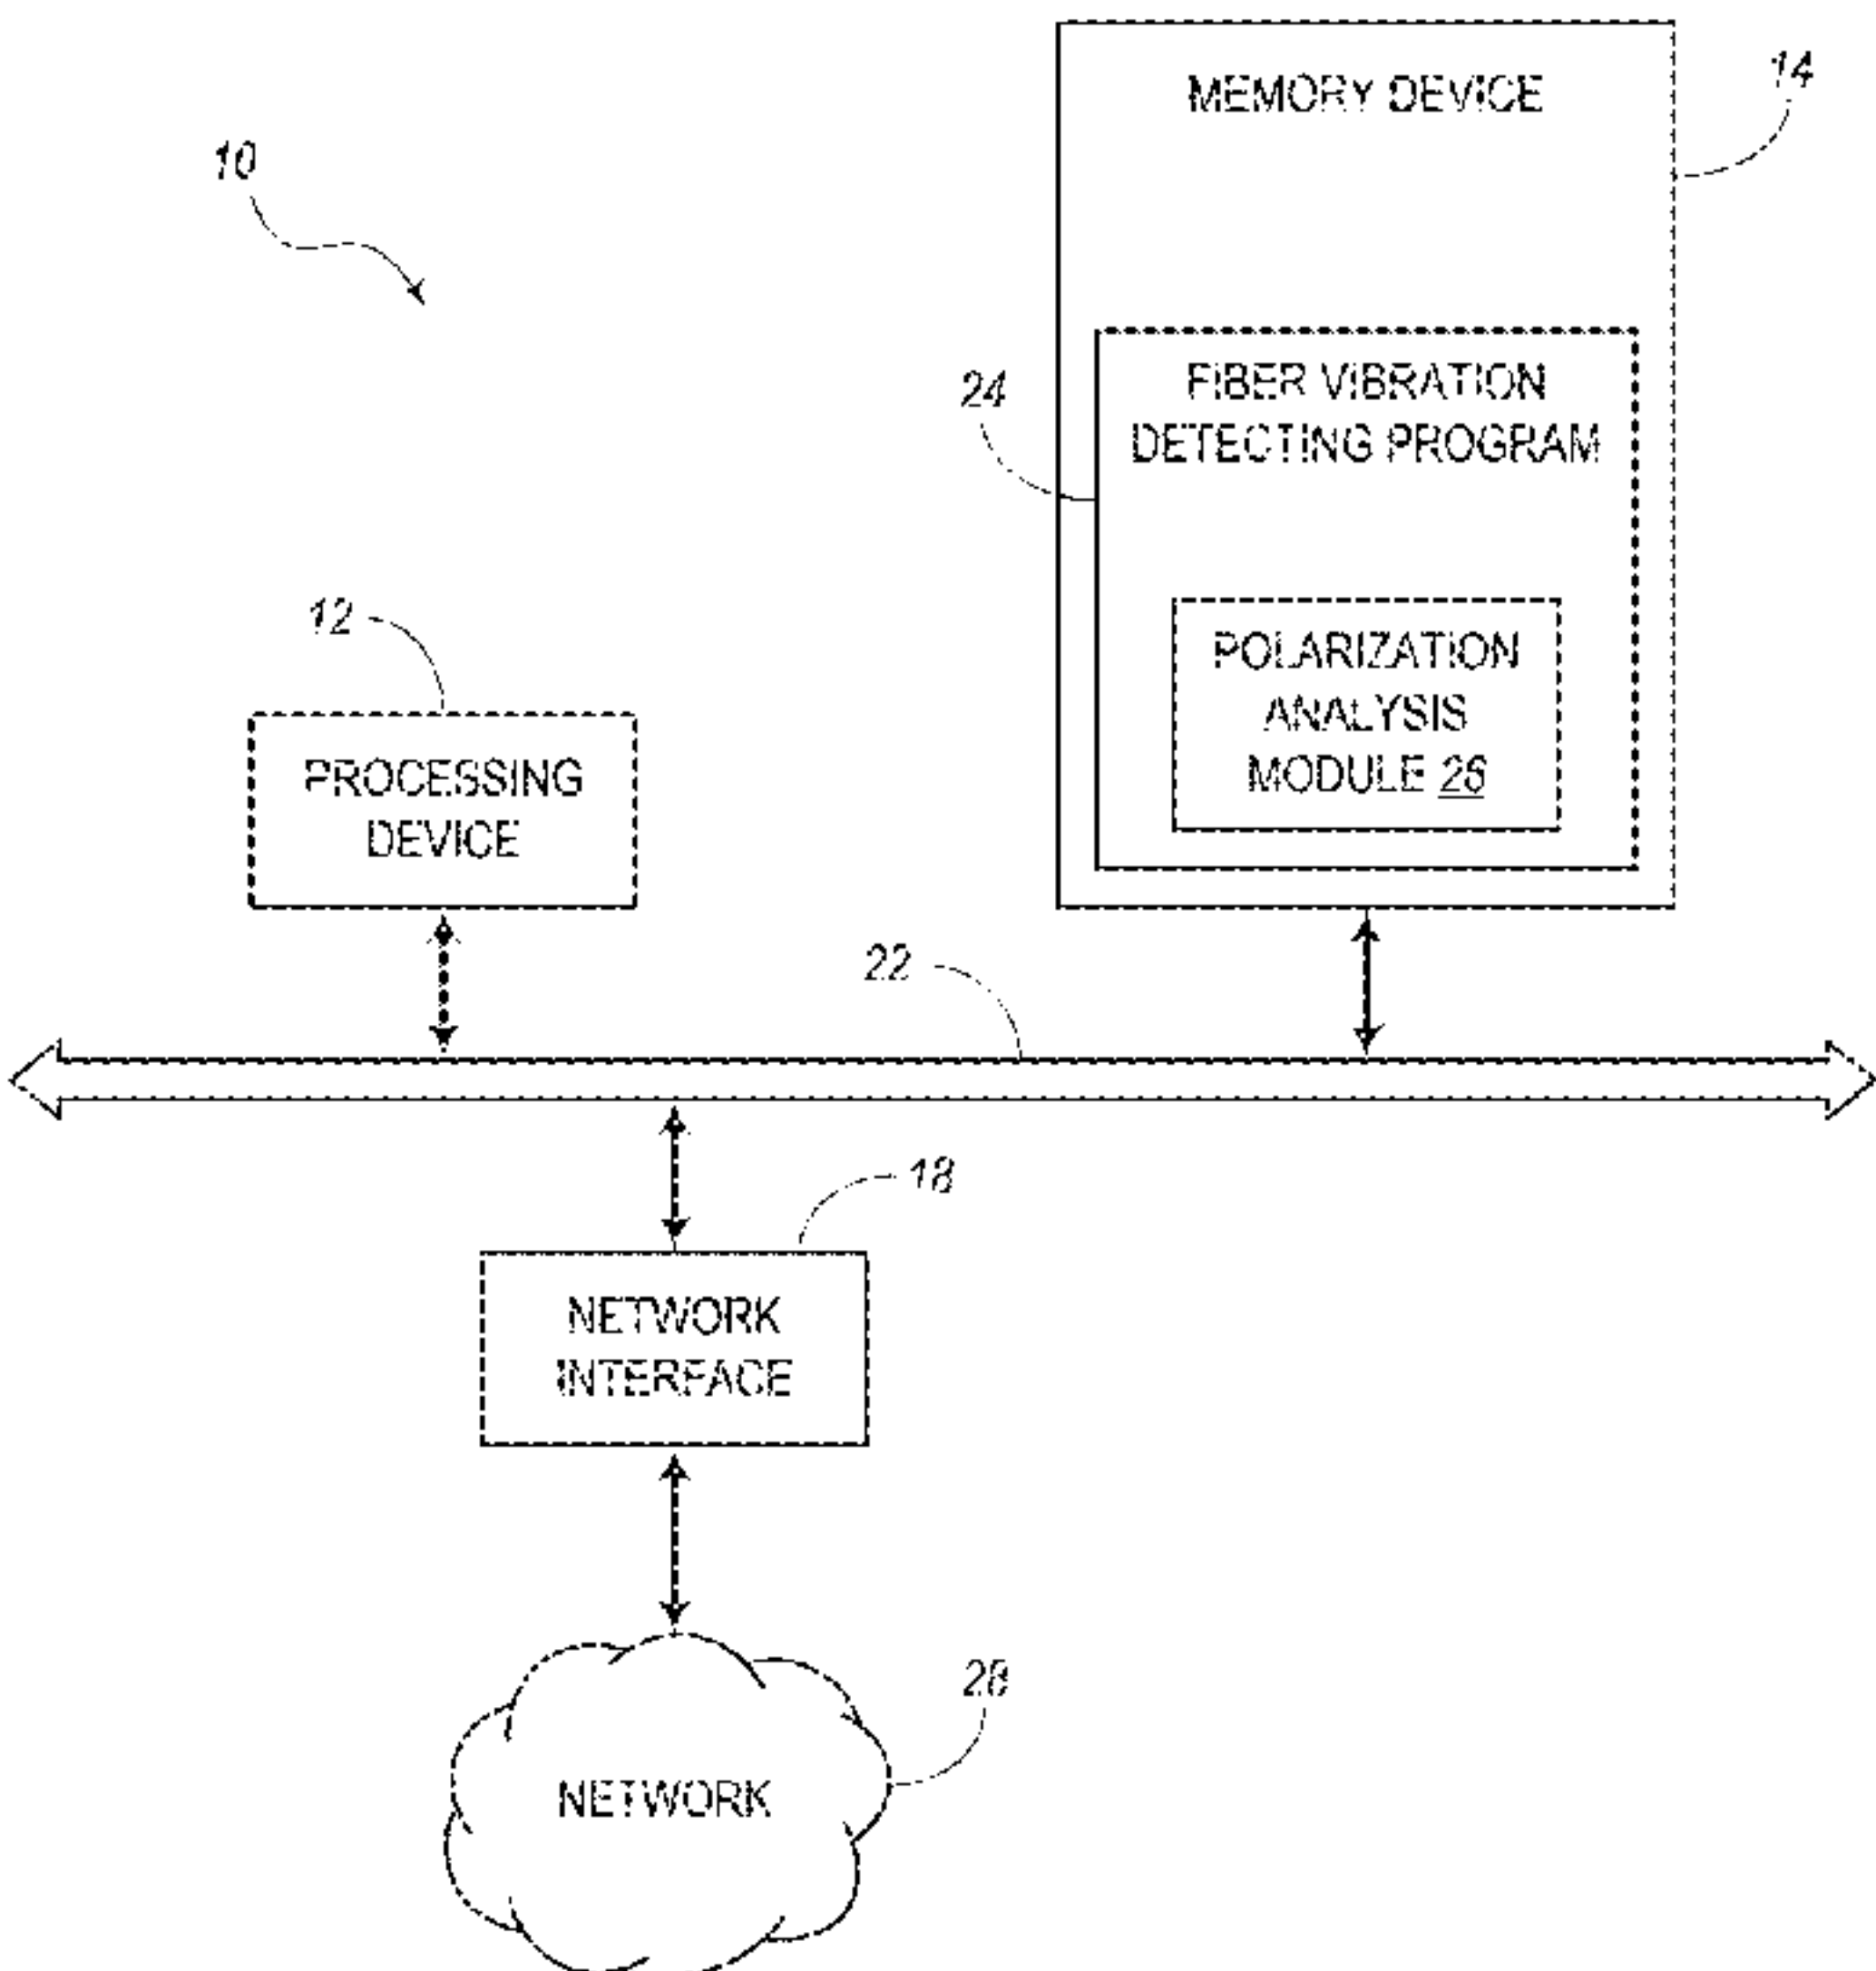 MEMORY DEVICE
14
10
24
FIBER VIBRATION
DETECTING PROGRAM
12
POLARIZATION
ANALYSIS
MODULE 26
PROCESSING
DEVICE
22
18
NETWORK
INTERFACE
NETWORK